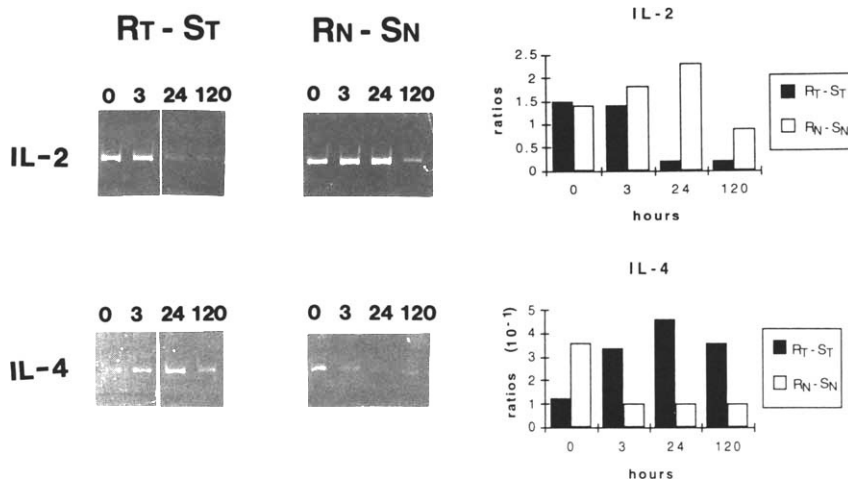 RT - ST
RN - SN
0 3 24 120
0 3 24 120
IL-2
IL-2
2.5
2
1.5
1
0.5
0
ratios
0 3 24 120
hours
RT - ST
RN - SN
0 3 24 120
0 3 24 120
IL-4
IL-4
5
4
3
2
1
0
ratios (10⁻¹)
0 3 24 120
hours
RT - ST
RN - SN